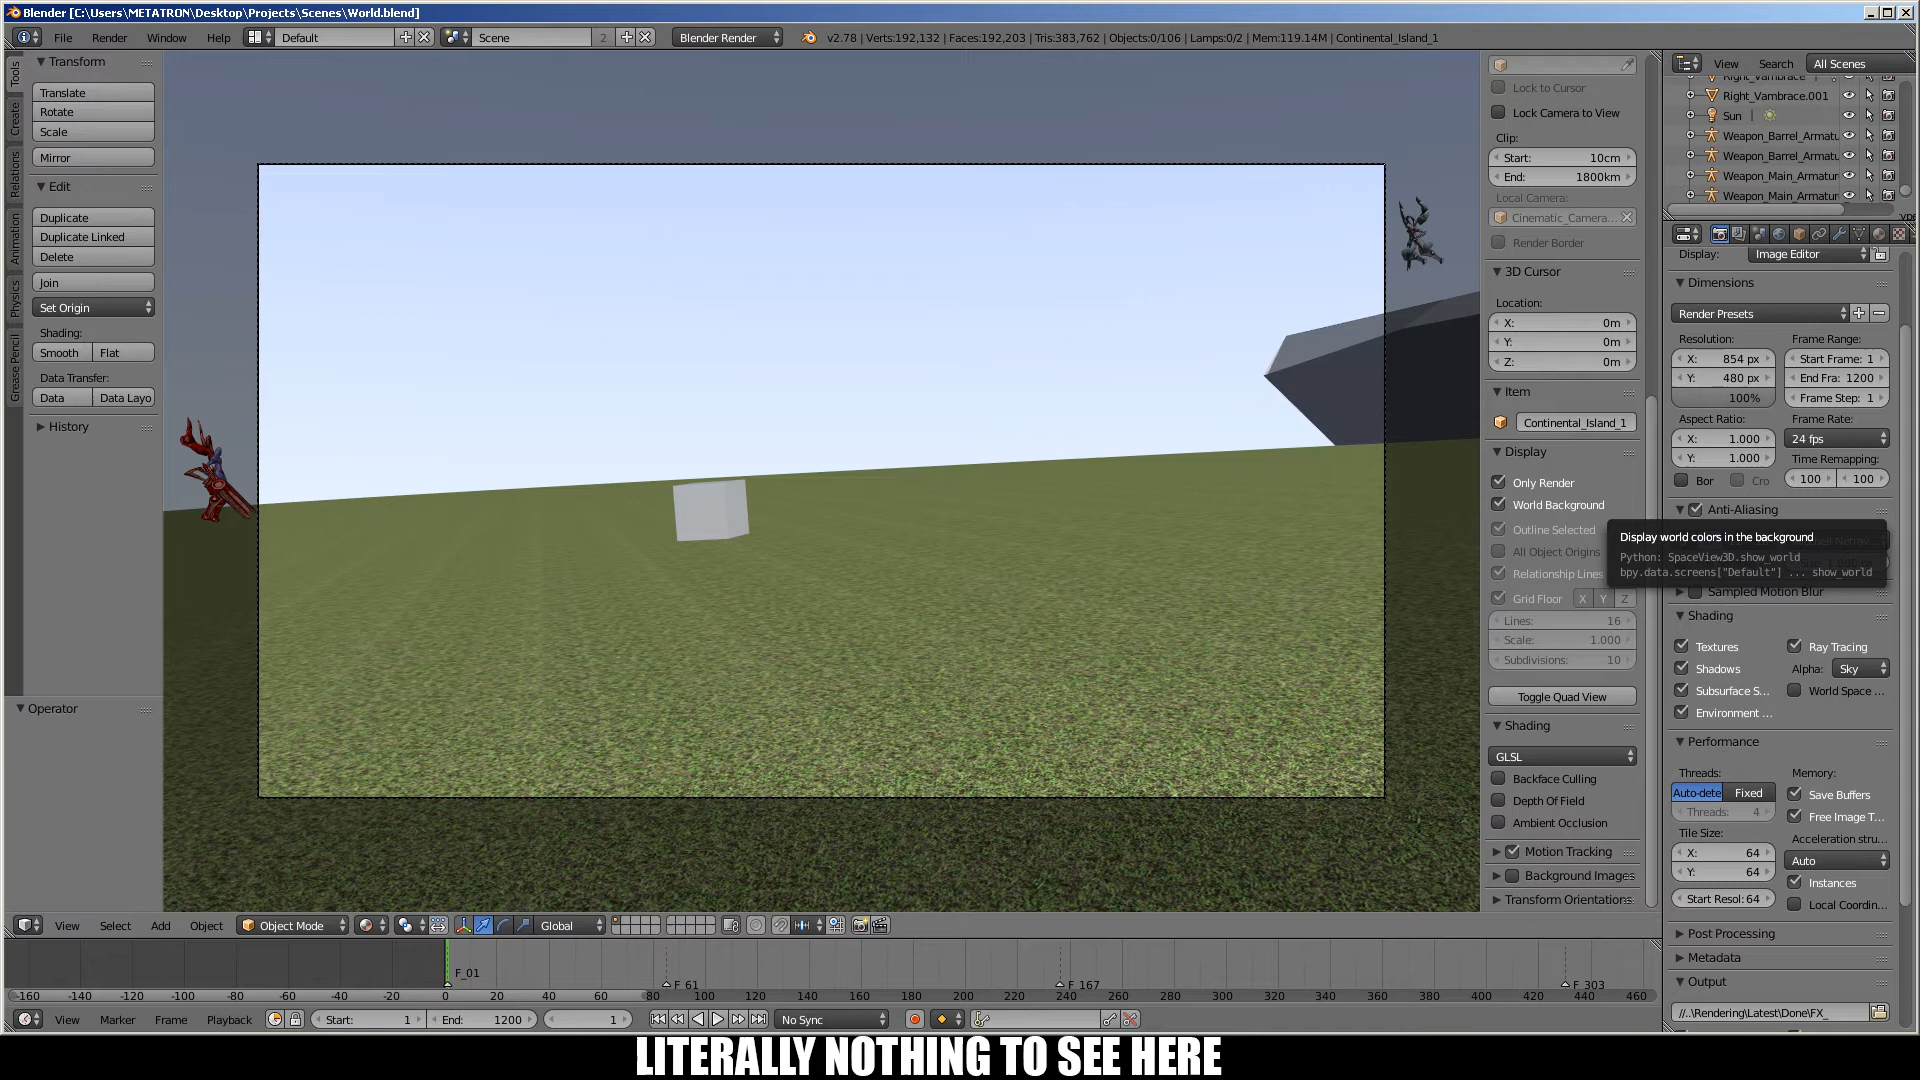 Blender [C:\Users\METATRON\Desktop\Projects\Scenes\World.blend]
File Render Window Help Default Scene 2 Blender Render v2.78 | Verts:192,132 | Faces:192,203 | Tris:383,762 | Objects:0/106 | Lamps:0/2 | Mem:119.14M | Continental_Island_1
Tools
Create
Relations
Animation
Physics
Grease Pencil
Transform
Translate
Rotate
Scale
Mirror
Edit
Duplicate
Duplicate Linked
Delete
Join
Set Origin
Shading:
Smooth Flat
Data Transfer:
Data Data Layo
History
Operator
Lock to Cursor
Lock Camera to View
Clip:
Start: 10cm
End: 1800km
Local Camera:
Cinematic_Camera...
Render Border
3D Cursor
Location:
X: 0m
Y: 0m
Z: 0m
Item
Continental_Island_1
Display
Only Render
World Background
Outline Selected
All Object Origins
Relationship Lines
Grid Floor X Y Z
Lines: 16
Scale: 1.000
Subdivisions: 10
Toggle Quad View
Shading
GLSL
Backface Culling
Depth Of Field
Ambient Occlusion
Motion Tracking
Background Images
Transform Orientations
Display world colors in the background
Python: SpaceView3D.show_world
bpy.data.screens["Default"] ... show_world
View Search All Scenes
Right_Vambrace
Right_Vambrace.001
Sun
Weapon_Barrel_Armatu
Weapon_Barrel_Armatu
Weapon_Main_Armatur
Weapon_Main_Armatur
Display: Image Editor
Dimensions
Render Presets
Resolution: Frame Range:
X: 854 px Start Frame: 1
Y: 480 px End Fra: 1200
100% Frame Step: 1
Aspect Ratio: Frame Rate:
X: 1.000 24 fps
Y: 1.000 Time Remapping:
Bor Cro 100 100
Anti-Aliasing
Sampled Motion Blur
Shading
Textures Ray Tracing
Shadows Alpha: Sky
Subsurface S... World Space ...
Environment ...
Performance
Threads: Memory:
Auto-dete Fixed Save Buffers
Threads: 4 Free Image T...
Tile Size: Acceleration stru...
X: 64 Auto
Y: 64 Instances
Start Resol: 64 Local Coordin...
Post Processing
Metadata
Output
//..\Rendering\Latest\Done\FX_
View Select Add Object Object Mode Global
F_01 F_61 F_167 F_303
-160 -140 -120 -100 -80 -60 -40 -20 0 20 40 60 80 100 120 140 160 180 200 220 240 260 280 300 320 340 360 380 400 420 440 460
View Marker Frame Playback Start: 1 End: 1200 1 No Sync
LITERALLY NOTHING TO SEE HERE